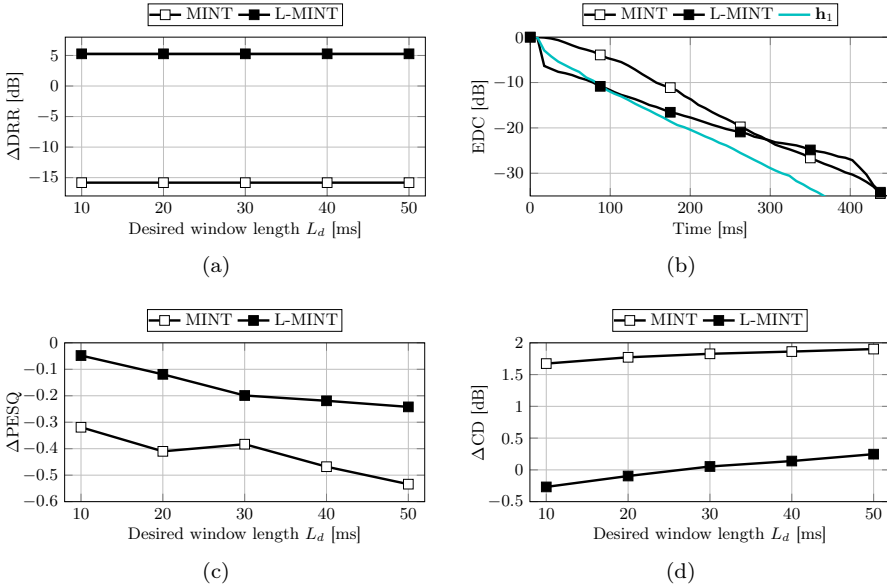 MINT L-MINT
5
0
−5
−10
−15
10 20 30 40 50
ΔDRR [dB]
Desired window length L_d [ms]
(a)
MINT L-MINT h₁
0
−10
−20
−30
0 100 200 300 400
EDC [dB]
Time [ms]
(b)
MINT L-MINT
0
−0.1
−0.2
−0.3
−0.4
−0.5
−0.6
10 20 30 40 50
ΔPESQ
Desired window length L_d [ms]
(c)
MINT L-MINT
2
1.5
1
0.5
0
−0.5
10 20 30 40 50
ΔCD [dB]
Desired window length L_d [ms]
(d)